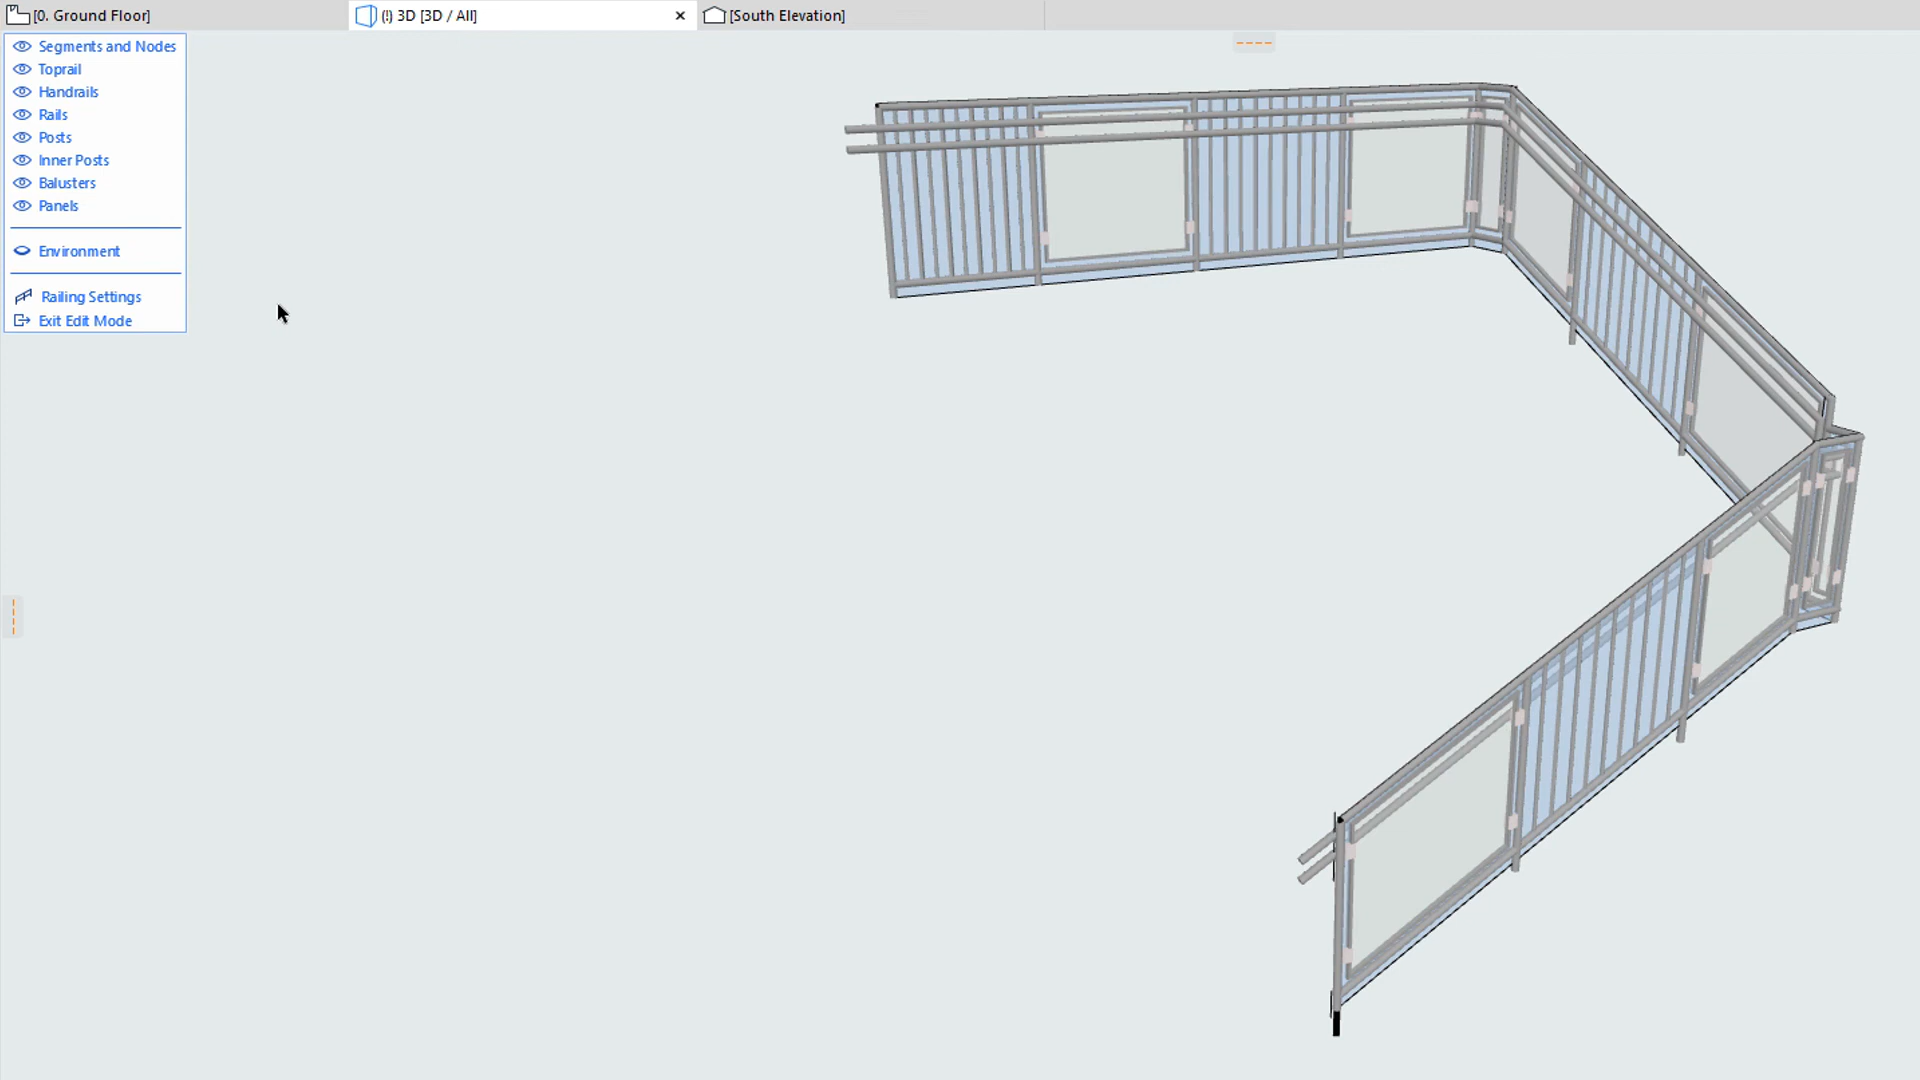 [0. Ground Floor]
(!) 3D [3D / All]
[South Elevation]
Segments and Nodes
Toprail
Handrails
Rails
Posts
Inner Posts
Balusters
Panels
Environment
Railing Settings
Exit Edit Mode